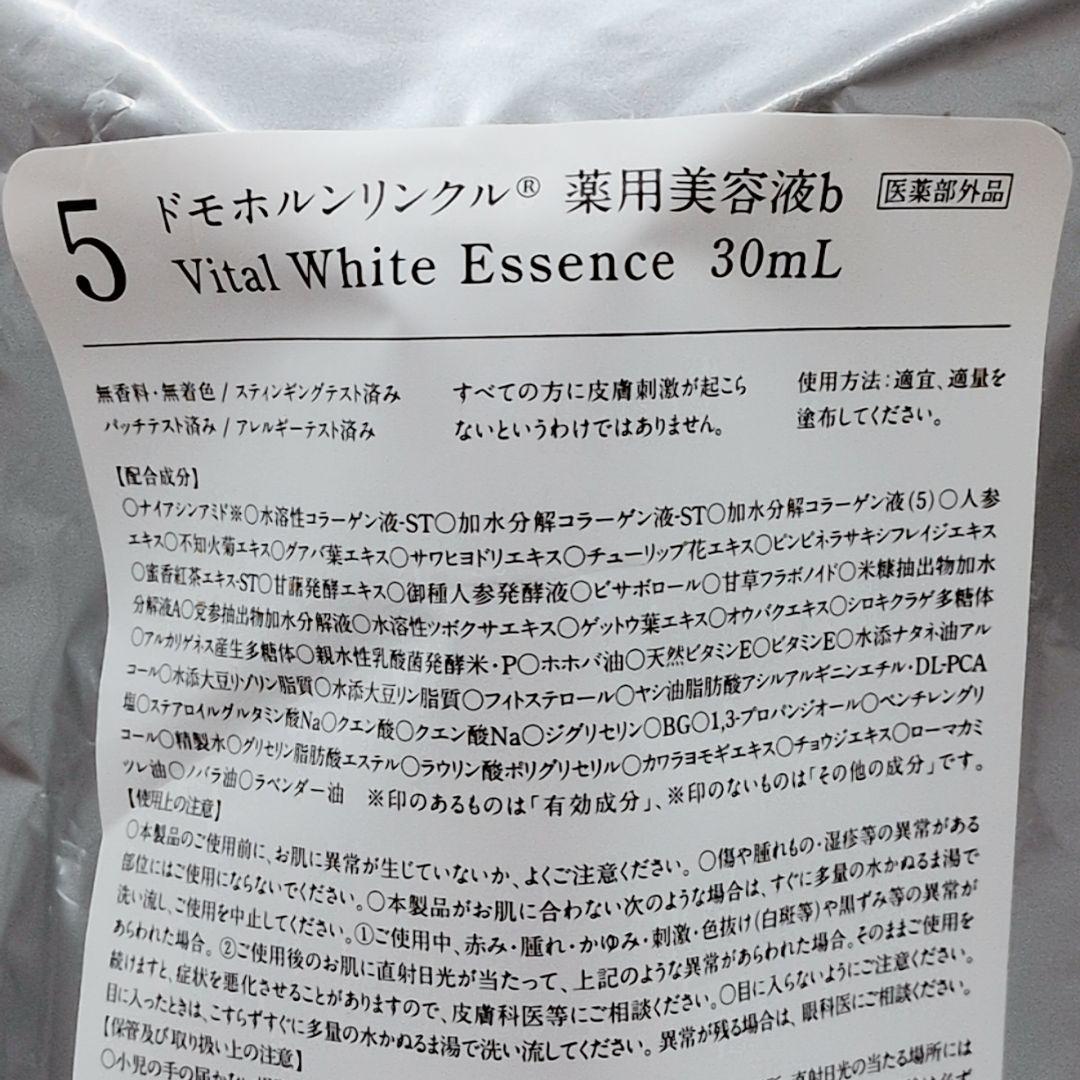 5
ドモホルンリンクル® 薬用美容液b 医薬部外品
Vital White Essence 30mL
無香料・無着色 / スティンギングテスト済み
パッチテスト済み / アレルギーテスト済み
すべての方に皮膚刺激が起こら
ないというわけではありません。
使用方法：適宜、適量を
塗布してください。
【配合成分】
○ナイアシンアミド※○水溶性コラーゲン液-ST○加水分解コラーゲン液-ST○加水分解コラーゲン液(5)○人参
エキス○不知火菊エキス○グアバ葉エキス○サワヒヨドリエキス○チューリップ花エキス○ピンピネラサキシフレイジエキス
○蜜香紅茶エキス-ST○甘藷発酵エキス○御種人参発酵液○ビサボロール○甘草フラボノイド○米糠抽出物加水
分解液A○党参抽出物加水分解液○水溶性ツボクサエキス○ゲットウ葉エキス○オウバクエキス○シロキクラゲ多糖体
○アルカリゲネス産生多糖体○親水性乳酸菌発酵米・P○ホホバ油○天然ビタミンE○ビタミンE○水添ナタネ油アル
コール○水添大豆リゾリン脂質○水添大豆リン脂質○フィトステロール○ヤシ油脂肪酸アシルアルギニンエチル・DL-PCA
塩○ステアロイルグルタミン酸Na○クエン酸○クエン酸Na○ジグリセリン○BG○1,3-プロパンジオール○ペンチレングリ
コール○精製水○グリセリン脂肪酸エステル○ラウリン酸ポリグリセリル○カワラヨモギエキス○チョウジエキス○ローマカミ
ツレ油○ノバラ油○ラベンダー油 ※印のあるものは「有効成分」、※印のないものは「その他の成分」です。
【使用上の注意】
○本製品のご使用前に、お肌に異常が生じていないか、よくご注意ください。○傷や腫れもの・湿疹等の異常がある
部位にはご使用にならないでください。○本製品がお肌に合わない次のような場合は、すぐに多量の水かぬるま湯で
洗い流し、ご使用を中止してください。①ご使用中、赤み・腫れ・かゆみ・刺激・色抜け(白斑等)や黒ずみ等の異常が
あらわれた場合。②ご使用後のお肌に直射日光が当たって、上記のような異常があらわれた場合。そのままご使用を
続けますと、症状を悪化させることがありますので、皮膚科医等にご相談ください。○目に入らないようにご注意ください。
目に入ったときは、こすらずすぐに多量の水かぬるま湯で洗い流してください。異常が残る場合は、眼科医にご相談ください。
【保管及び取り扱い上の注意】
○小児の手の届かない 直射日光の当たる場所には